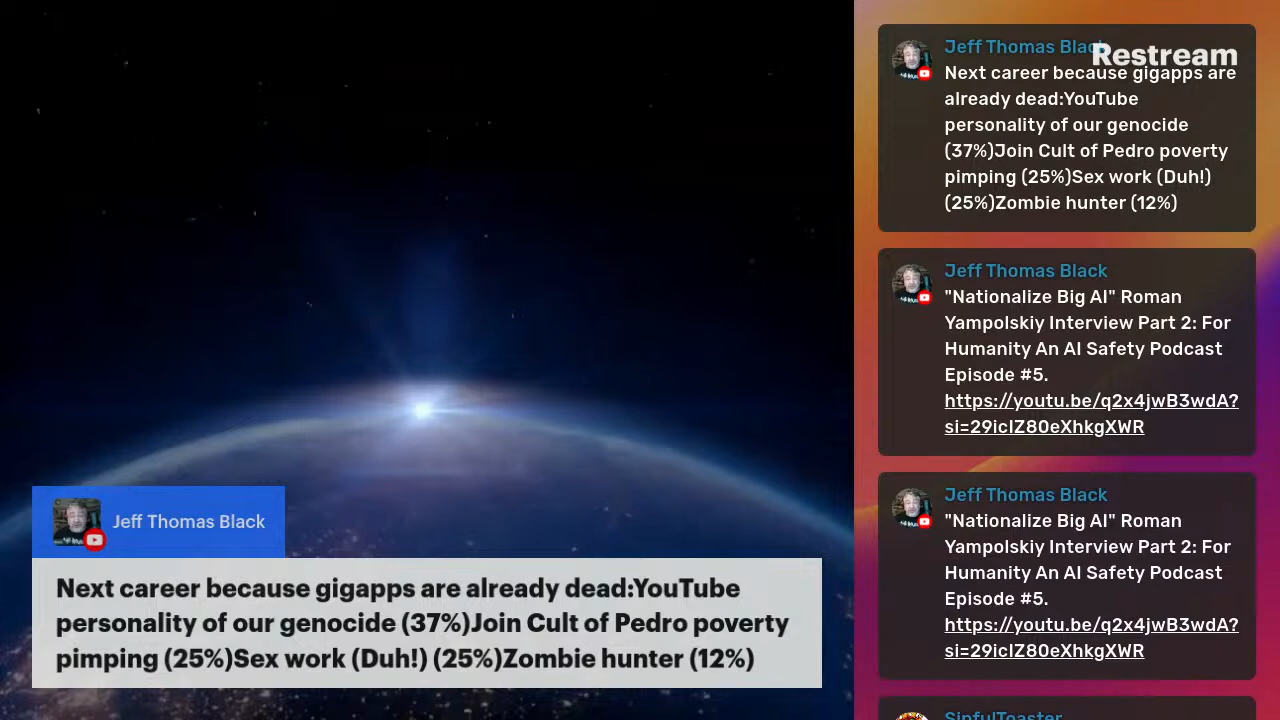 Jeff Thomas Black
Next career because gigapps are already dead:YouTube
personality of our genocide (37%)Join Cult of Pedro poverty
pimping (25%)Sex work (Duh!) (25%)Zombie hunter (12%)
Restream
Jeff Thomas Black
Next career because gigapps are
already dead:YouTube
personality of our genocide
(37%)Join Cult of Pedro poverty
pimping (25%)Sex work (Duh!)
(25%)Zombie hunter (12%)
Jeff Thomas Black
"Nationalize Big AI" Roman
Yampolskiy Interview Part 2: For
Humanity An AI Safety Podcast
Episode #5.
https://youtu.be/q2x4jwB3wdA?
si=29icIZ80eXhkgXWR
Jeff Thomas Black
"Nationalize Big AI" Roman
Yampolskiy Interview Part 2: For
Humanity An AI Safety Podcast
Episode #5.
https://youtu.be/q2x4jwB3wdA?
si=29icIZ80eXhkgXWR
SinfulToaster